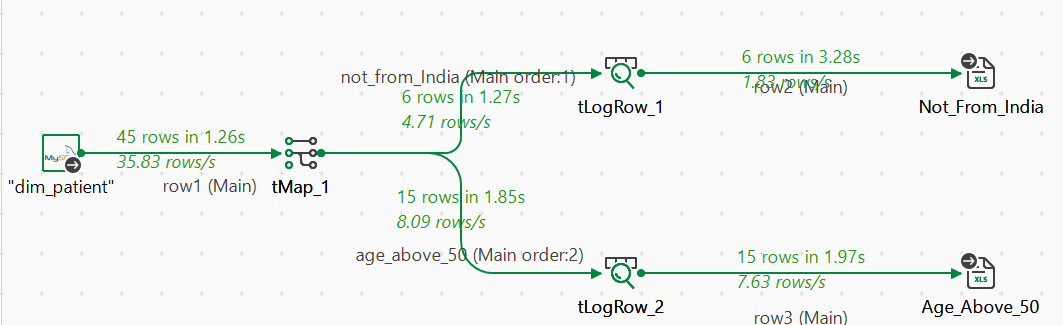 not_from_India (Main order:1)
6 rows in 1.27s
4.71 rows/s
tLogRow_1
6 rows in 3.28s
1.83 rows/s
row2 (Main)
XLS
Not_From_India
MySQL
"dim_patient"
45 rows in 1.26s
35.83 rows/s
row1 (Main)
tMap_1
15 rows in 1.85s
8.09 rows/s
age_above_50 (Main order:2)
tLogRow_2
15 rows in 1.97s
7.63 rows/s
row3 (Main)
XLS
Age_Above_50